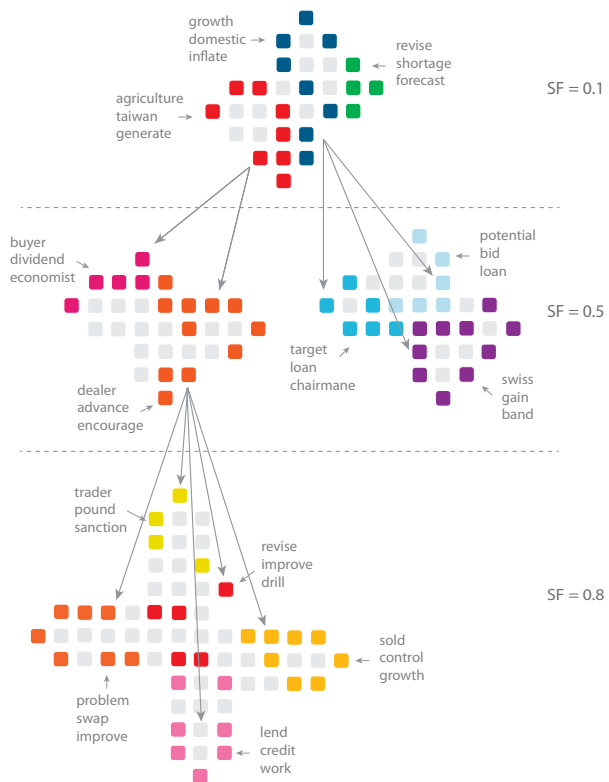 growth
domestic
inflate
revise
shortage
forecast
SF = 0.1
agriculture
taiwan
generate
buyer
dividend
economist
potential
bid
loan
SF = 0.5
target
loan
chairmane
swiss
gain
band
dealer
advance
encourage
trader
pound
sanction
revise
improve
drill
SF = 0.8
sold
control
growth
problem
swap
improve
lend
credit
work